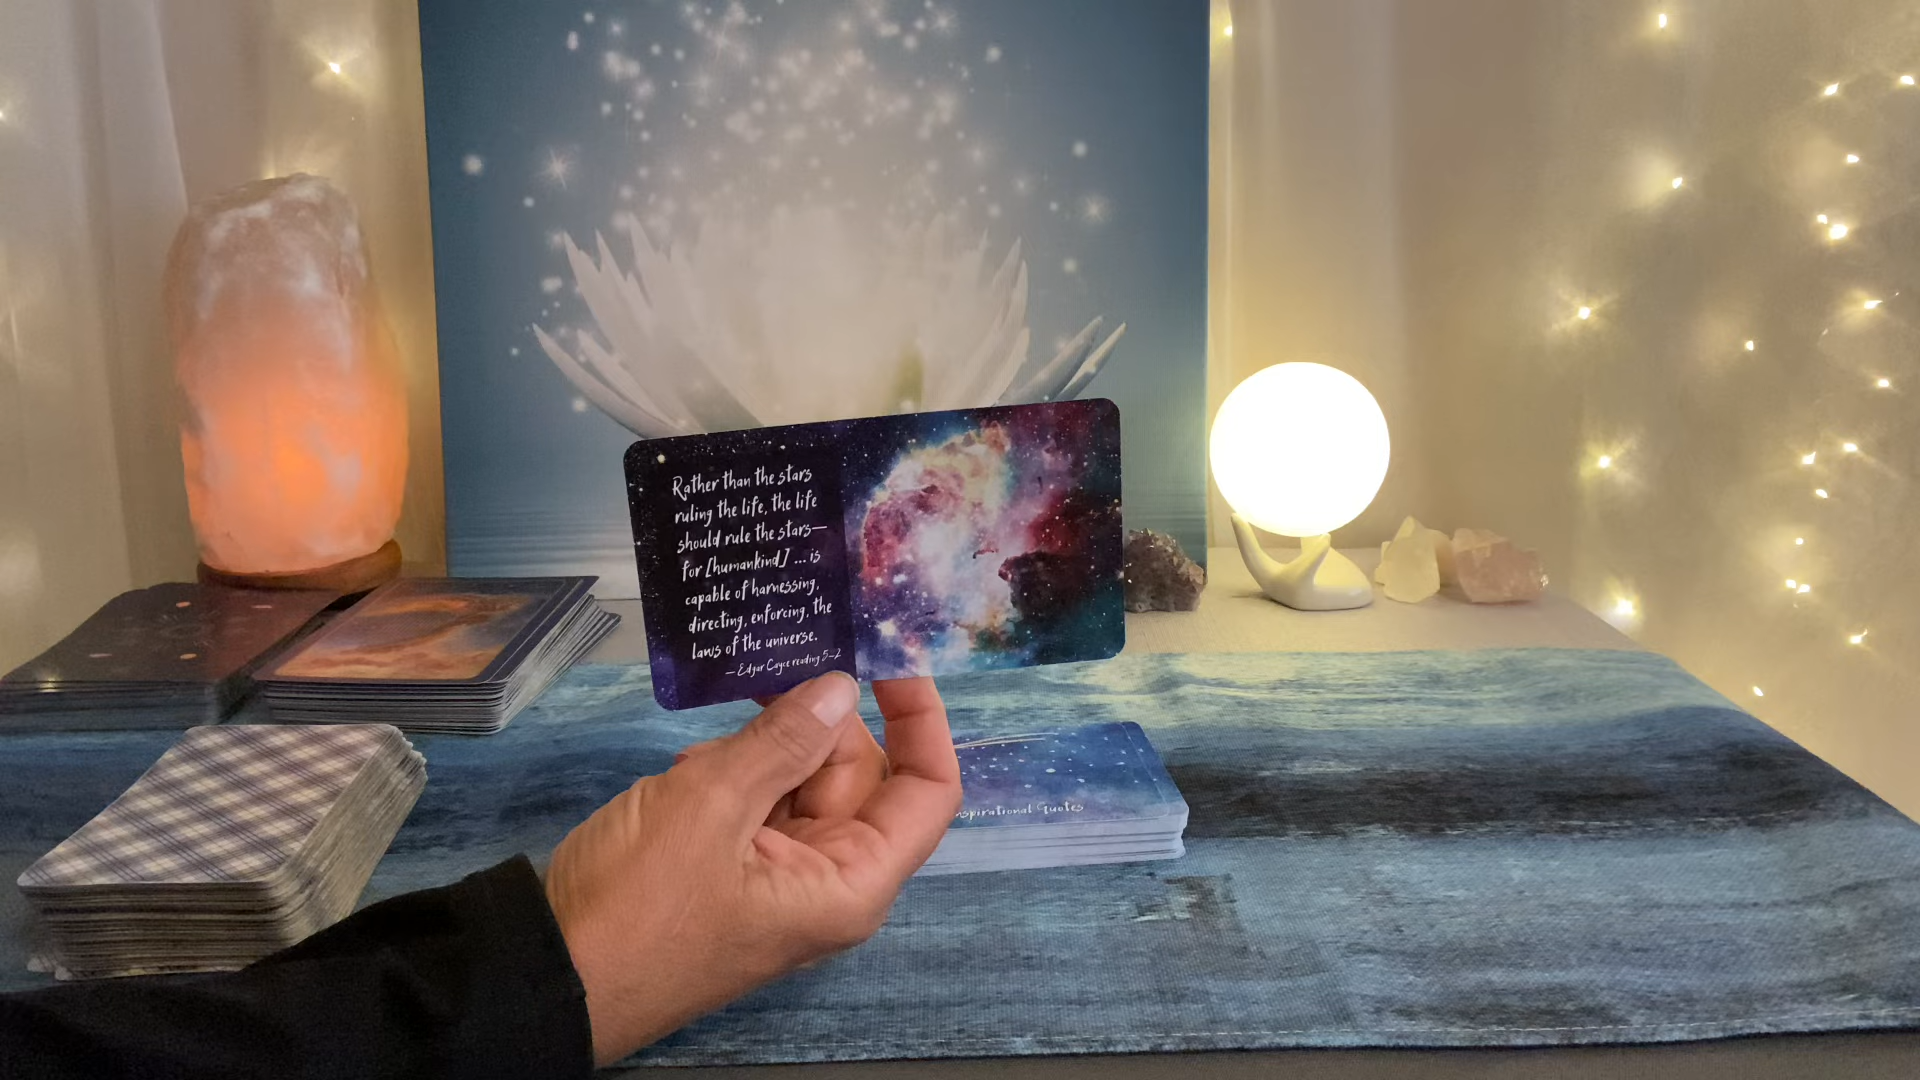 Rather than the stars
ruling the life, the life
should rule the stars—
for [humankind] ... is
capable of harnessing,
directing, enforcing, the
laws of the universe.
—Edgar Cayce reading 5-2
nspirational Quotes